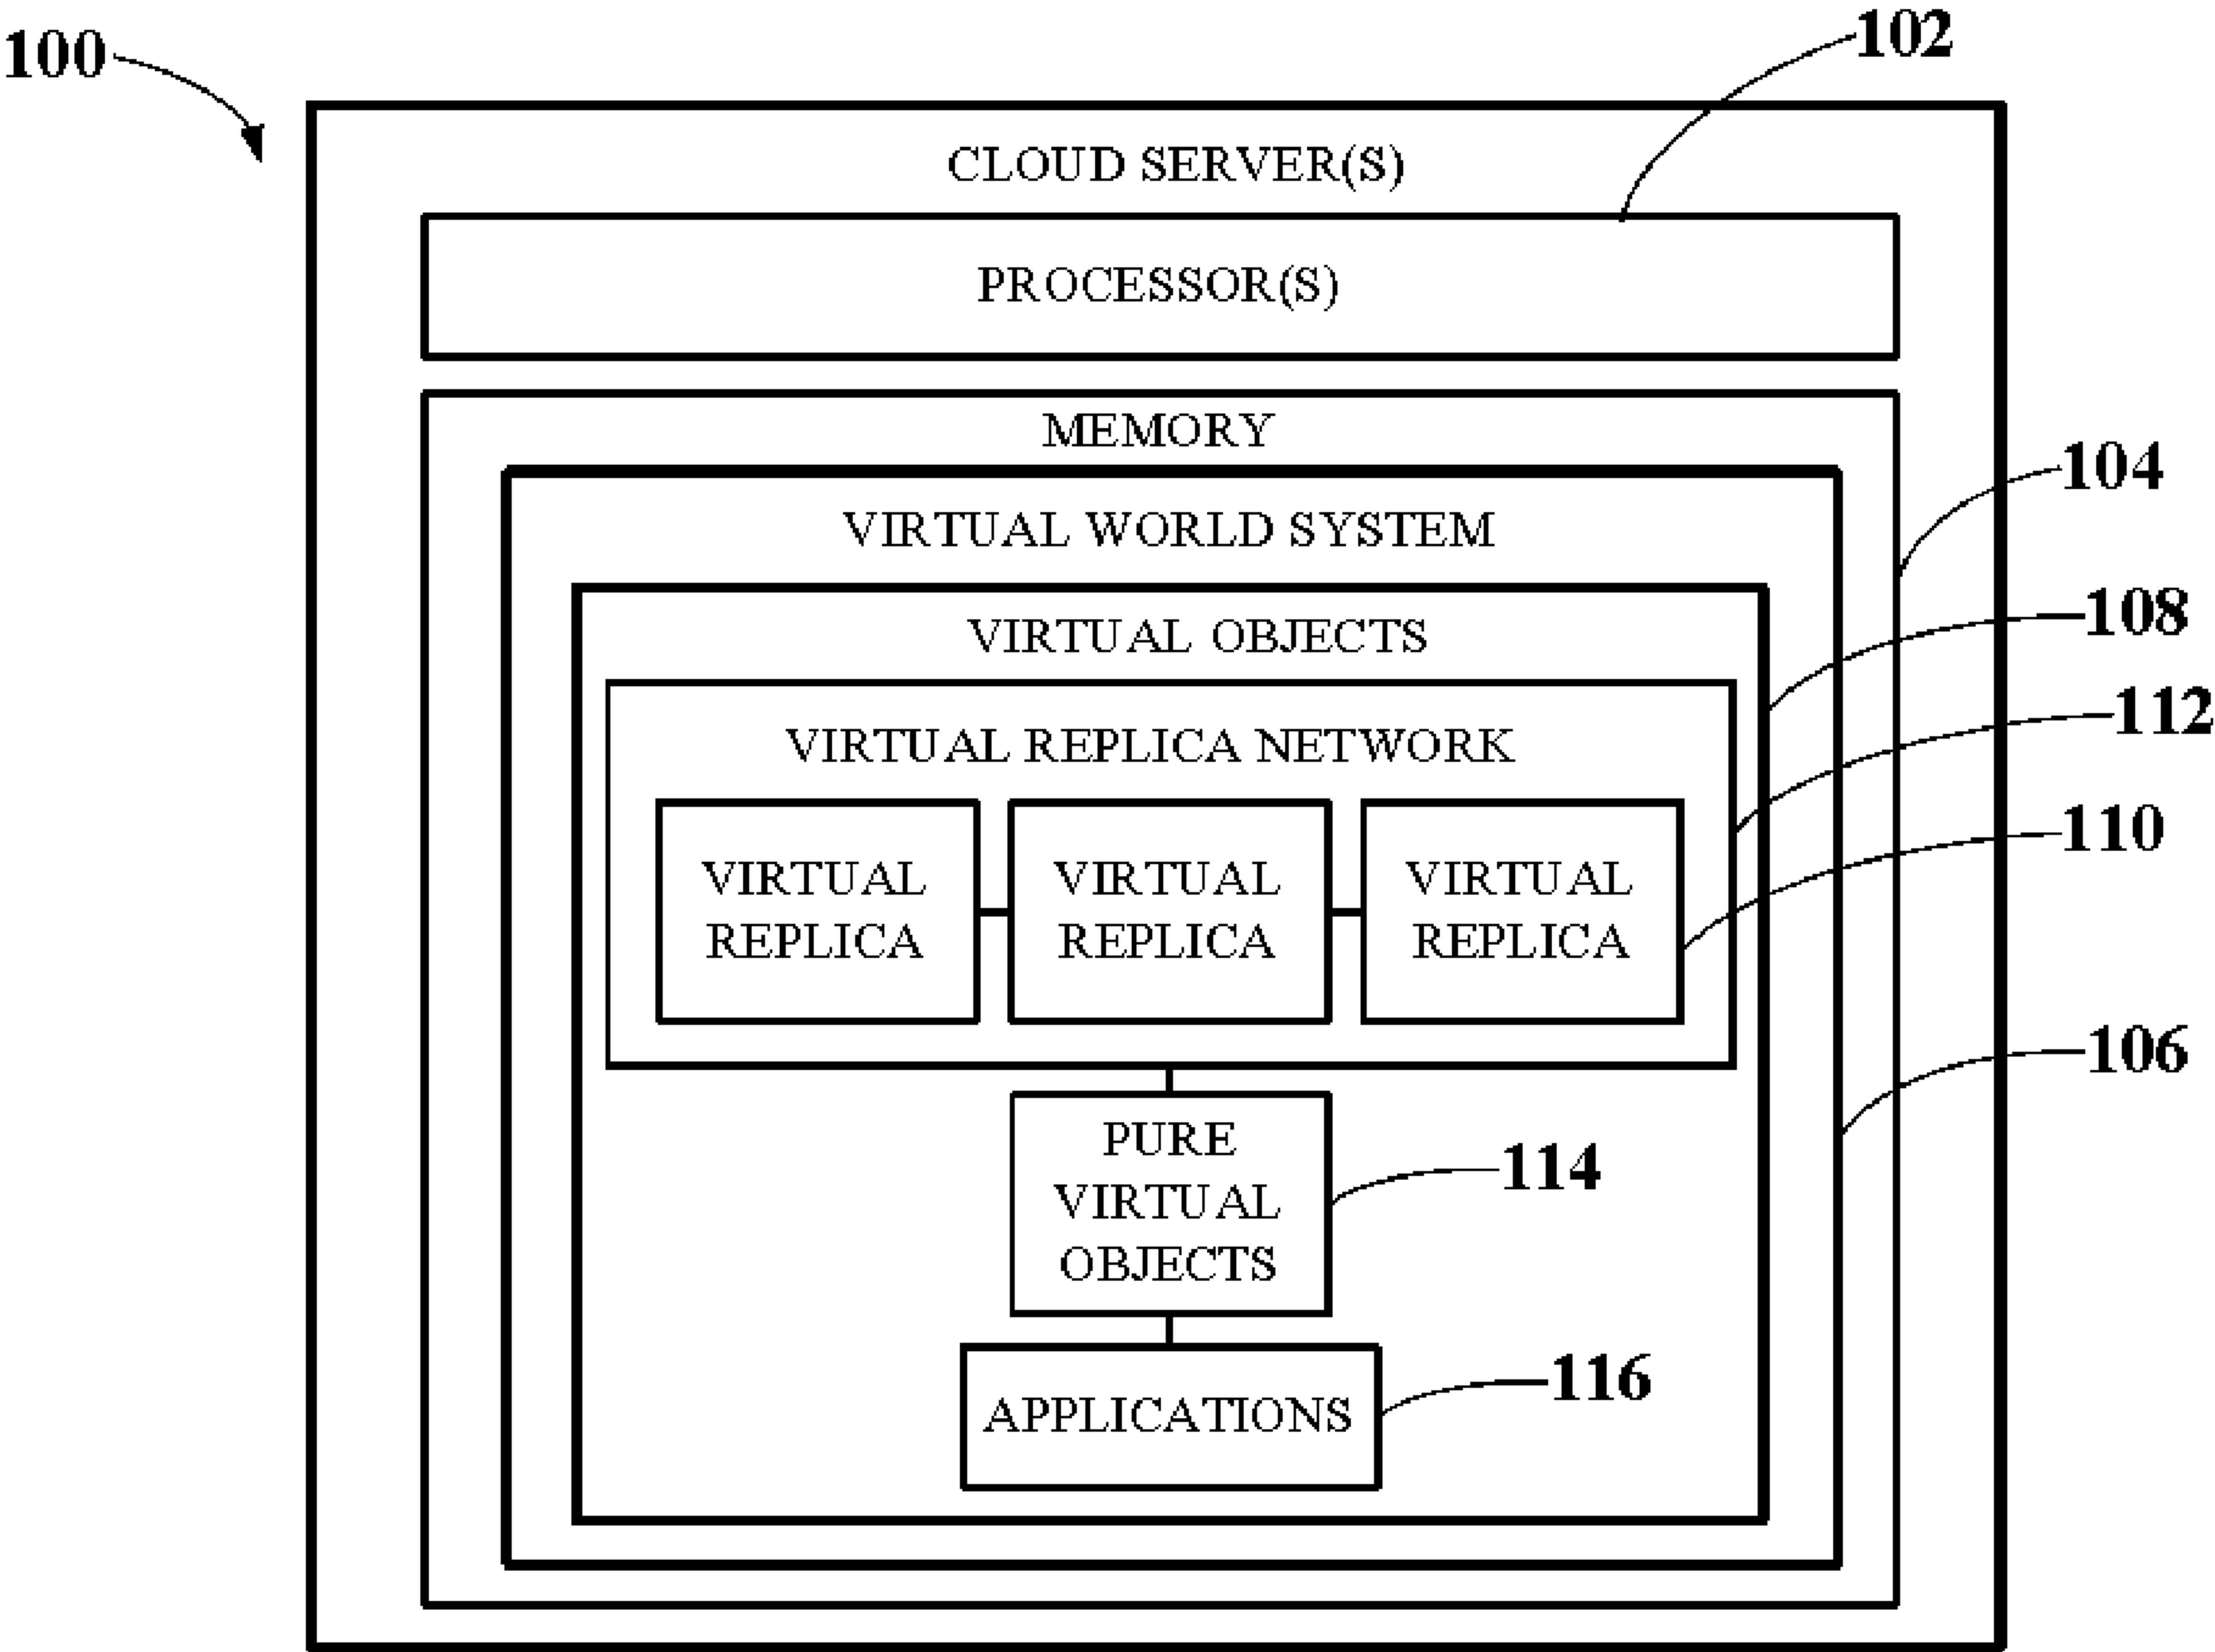 100
102
CLOUD SERVER(S)
PROCESSOR(S)
MEMORY
104
VIRTUAL WORLD SYSTEM
108
VIRTUAL OBJECTS
112
VIRTUAL REPLICA NETWORK
110
VIRTUAL
REPLICA
VIRTUAL
REPLICA
VIRTUAL
REPLICA
106
PURE
VIRTUAL
OBJECTS
114
116
APPLICATIONS